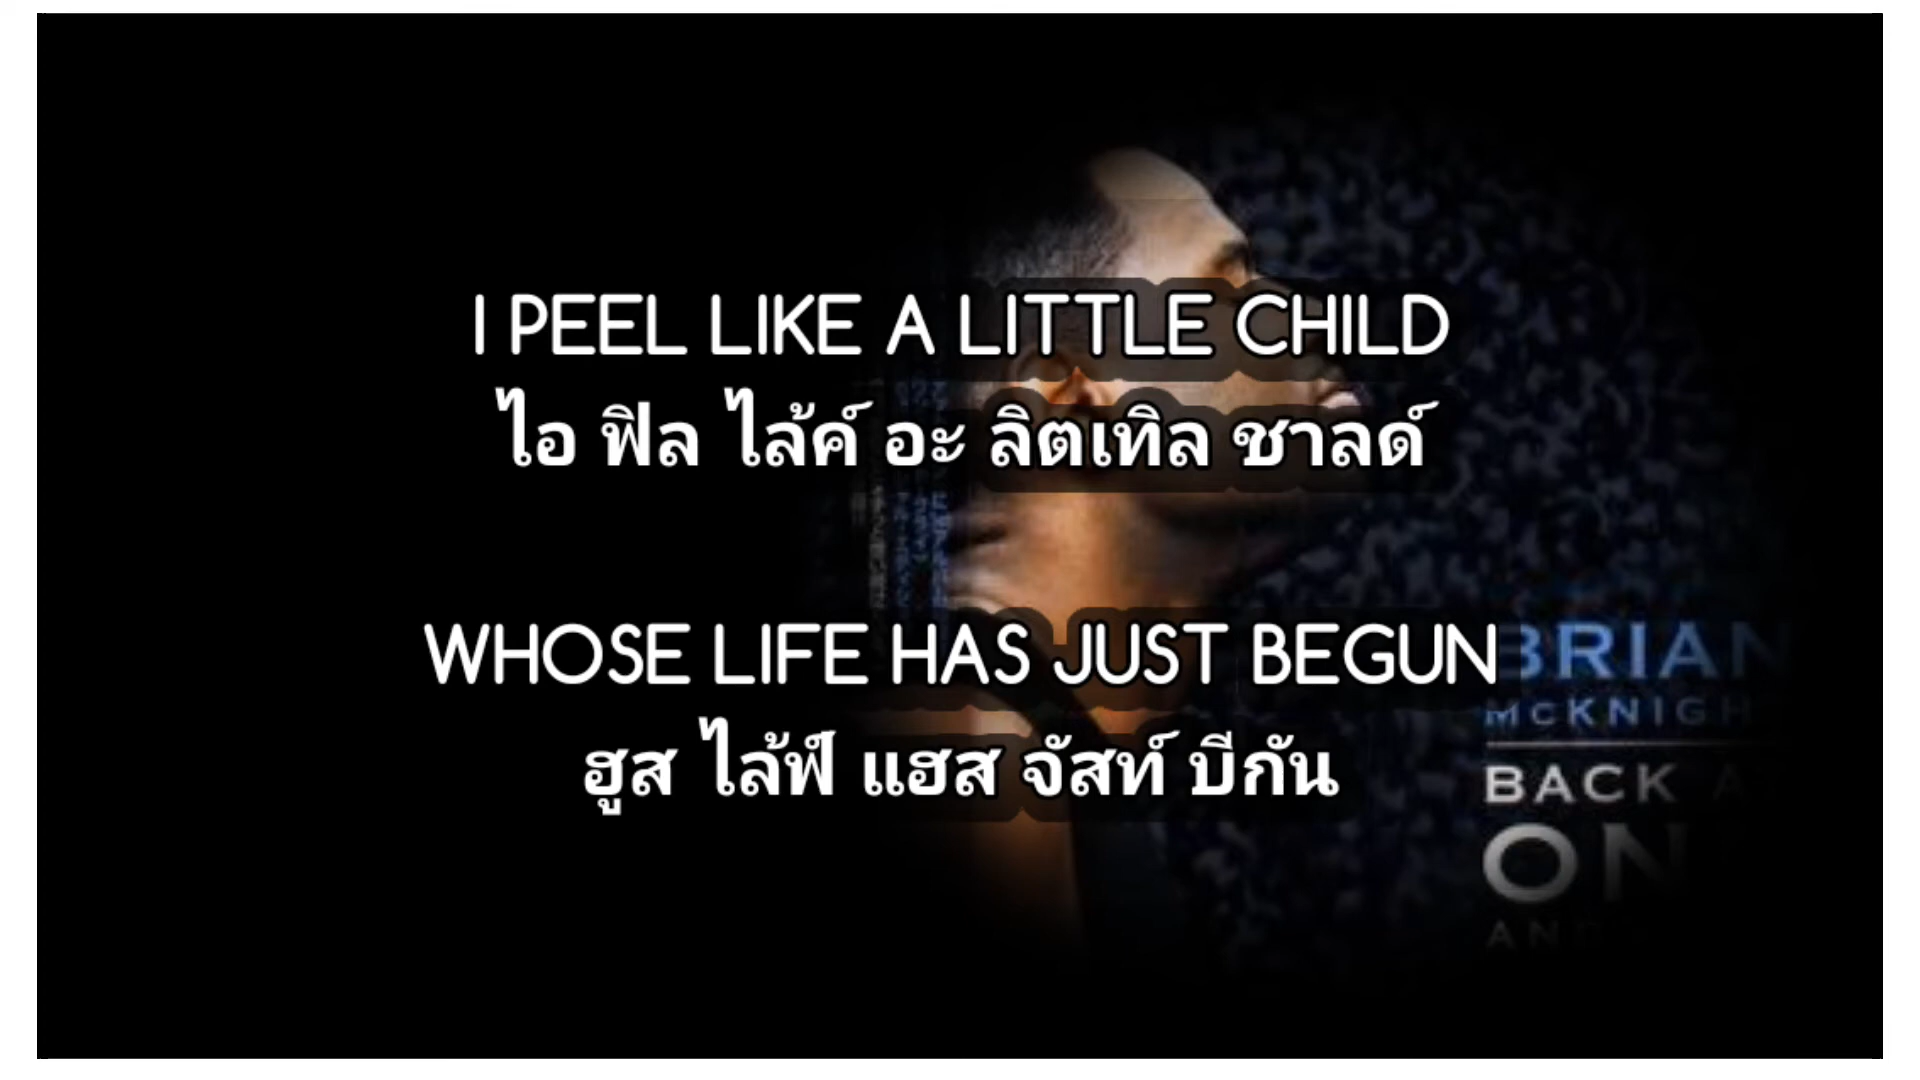 I PEEL LIKE A LITTLE CHILD
ไอ ฟิล ไล้ค์ อะ ลิตเทิล ชาลด์
WHOSE LIFE HAS JUST BEGUN
ฮูส ไล้ฟ์ แฮส จัสท์ บีกัน
BRIAN
McKNIGH
BACK A
ON
AN